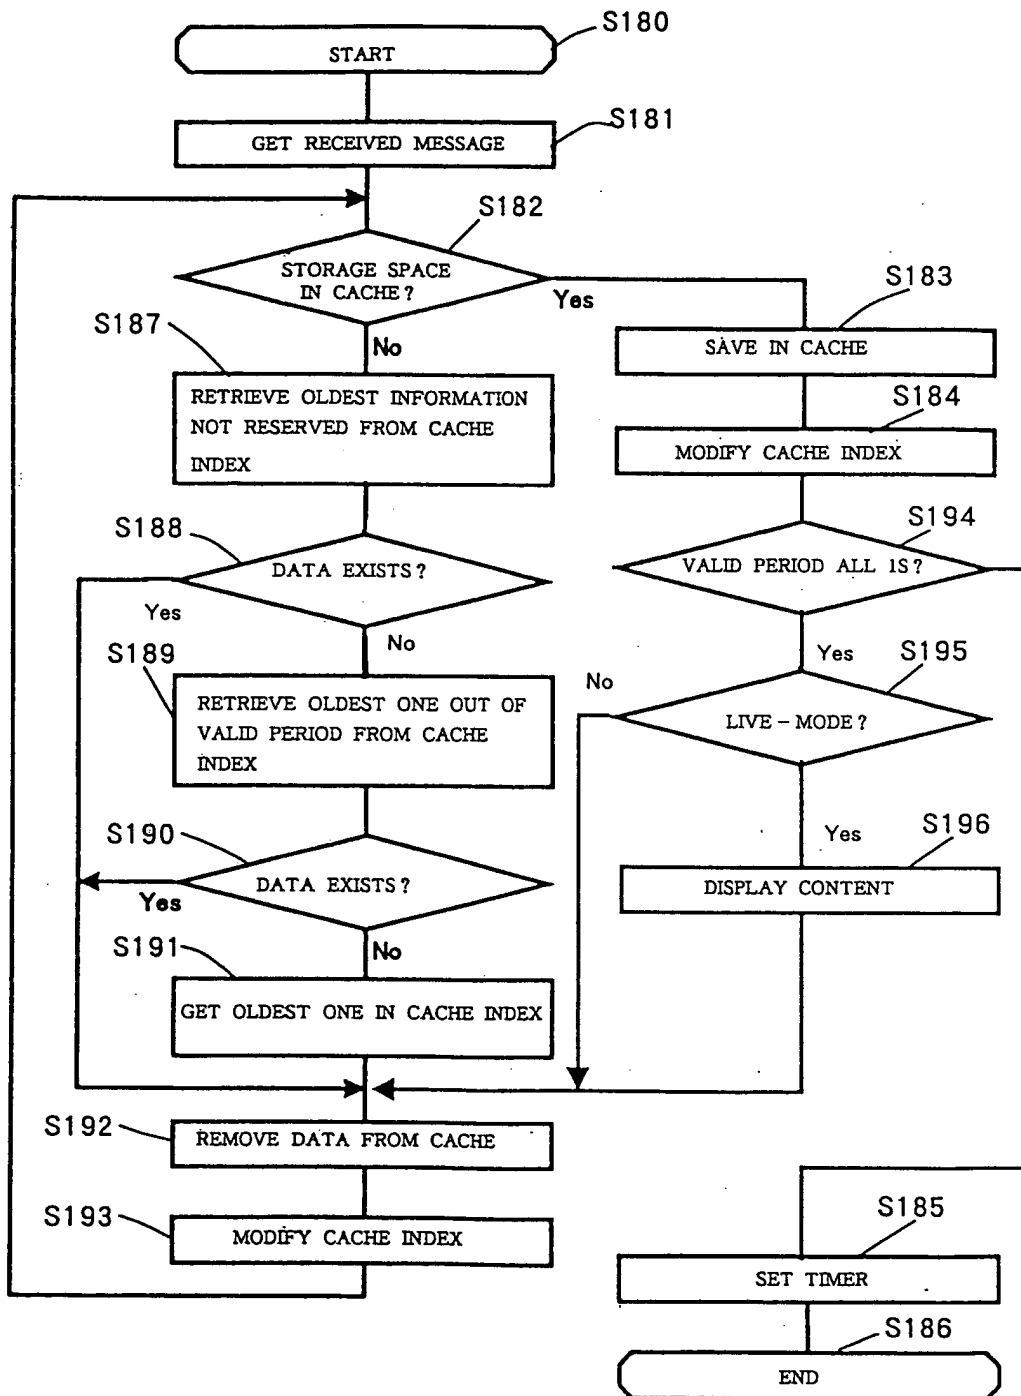 S180
START
S181
GET RECEIVED MESSAGE
S182
STORAGE SPACE
IN CACHE?
Yes
No
S183
SAVE IN CACHE
S184
MODIFY CACHE INDEX
S187
RETRIEVE OLDEST INFORMATION
NOT RESERVED FROM CACHE
INDEX
S188
DATA EXISTS?
Yes
No
S194
VALID PERIOD ALL 1S?
Yes
S189
RETRIEVE OLDEST ONE OUT OF
VALID PERIOD FROM CACHE
INDEX
S195
No
LIVE-MODE?
Yes
S190
DATA EXISTS?
Yes
No
S196
DISPLAY CONTENT
S191
GET OLDEST ONE IN CACHE INDEX
S192
REMOVE DATA FROM CACHE
S193
MODIFY CACHE INDEX
S185
SET TIMER
S186
END